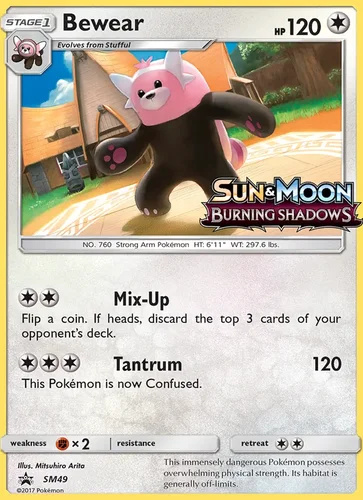 STAGE 1 Bewear HP 120
Evolves from Stufful
SUN & MOON
BURNING SHADOWS
NO. 760 Strong Arm Pokémon HT: 6'11" WT: 297.6 lbs.
Mix-Up
Flip a coin. If heads, discard the top 3 cards of your
opponent's deck.
Tantrum 120
This Pokémon is now Confused.
weakness × 2 resistance retreat
Illus. Mitsuhiro Arita
SM49
©2017 Pokémon
This immensely dangerous Pokémon possesses
overwhelming physical strength. Its habitat is
generally off-limits.